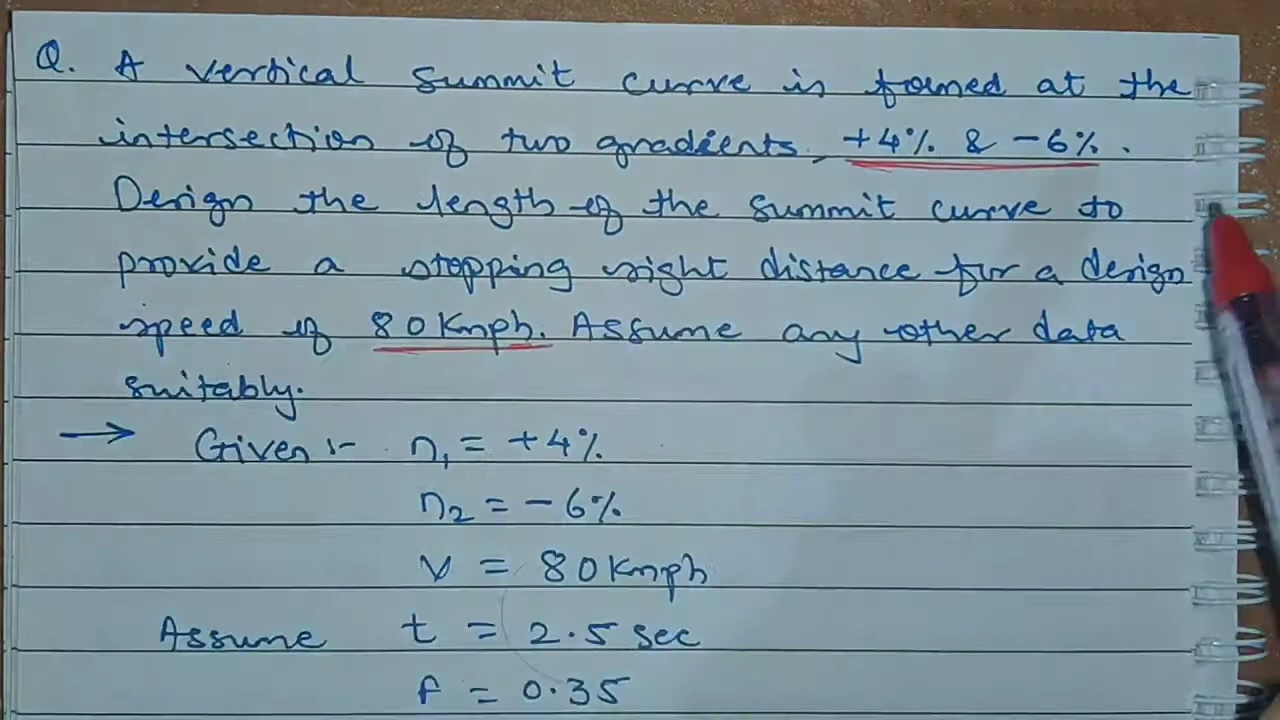 Q. A vertical summit curve is formed at the
intersection of two gradients, +4% & -6%.
Design the length of the summit curve to
provide a stopping sight distance for a design
speed of 80 Kmph. Assume any other data
suitably.
→ Given :- n₁ = +4%
n₂ = -6%
V = 80 Kmph
Assume t = 2.5 sec
f = 0.35